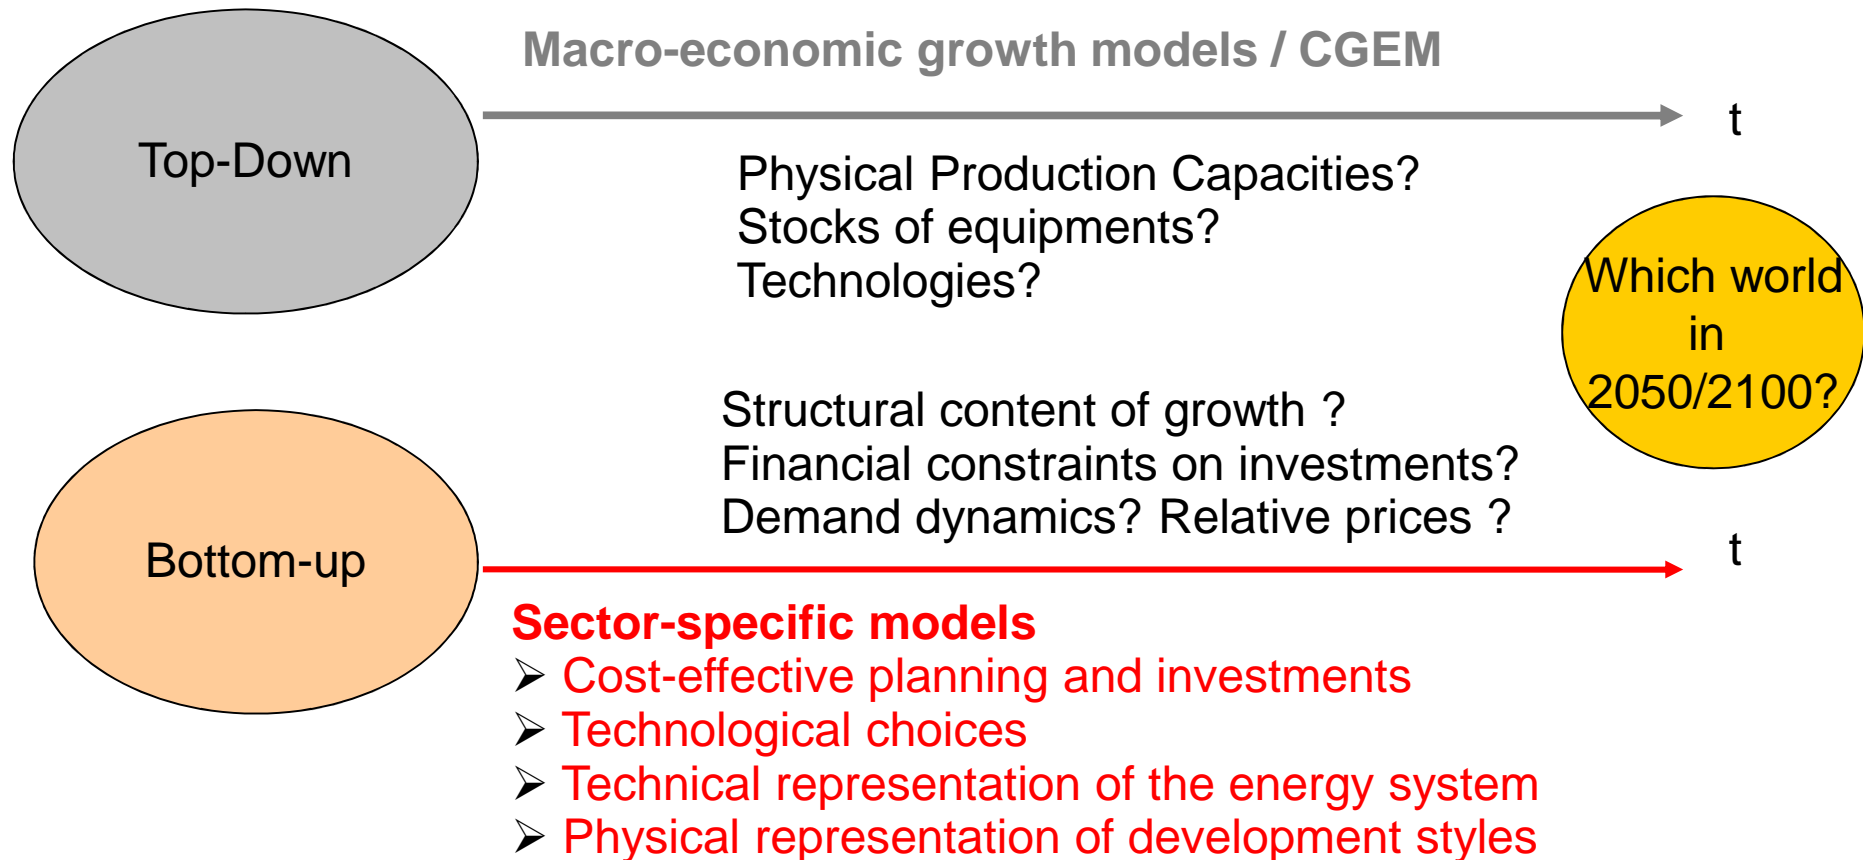 Macro-economic growth models / CGEM
t
Top-Down
Physical Production Capacities?
Stocks of equipments?
Technologies?
Which world
in
2050/2100?
Structural content of growth ?
Financial constraints on investments?
Demand dynamics? Relative prices ?
t
Bottom-up
Sector-specific models
➢ Cost-effective planning and investments
➢ Technological choices
➢ Technical representation of the energy system
➢ Physical representation of development styles